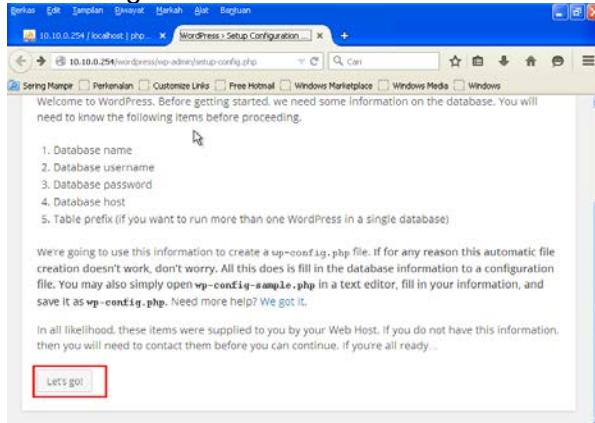 Berkas Edit Tampilan Riwayat Markah Alat Bantuan
10.10.0.254 / localhost | php... × WordPress › Setup Configuration ... × +
10.10.0.254/wordpress/wp-admin/setup-config.php Cari
Sering Mampir Perkenalan Customize Links Free Hotmail Windows Marketplace Windows Media Windows
Welcome to WordPress. Before getting started, we need some information on the database. You will
need to know the following items before proceeding.
1. Database name
2. Database username
3. Database password
4. Database host
5. Table prefix (if you want to run more than one WordPress in a single database)
We're going to use this information to create a wp-config.php file. If for any reason this automatic file
creation doesn't work, don't worry. All this does is fill in the database information to a configuration
file. You may also simply open wp-config-sample.php in a text editor, fill in your information, and
save it as wp-config.php. Need more help? We got it.
In all likelihood, these items were supplied to you by your Web Host. If you do not have this information,
then you will need to contact them before you can continue. If you're all ready...
Let's go!